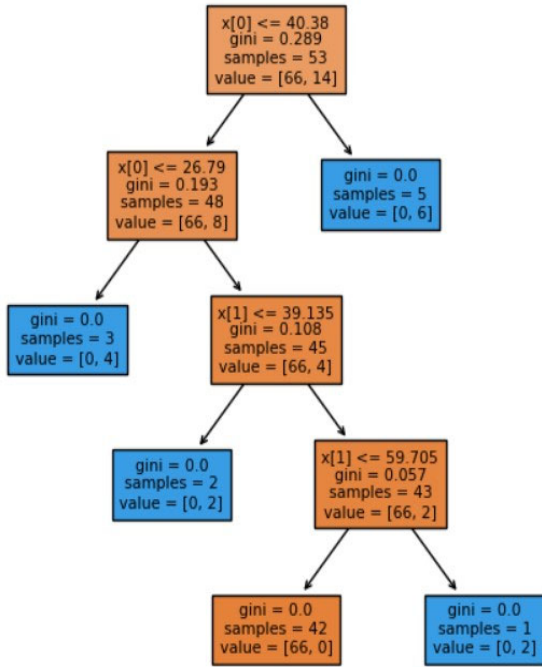 x[0] <= 40.38
gini = 0.289
samples = 53
value = [66, 14]
x[0] <= 26.79
gini = 0.193
samples = 48
value = [66, 8]
gini = 0.0
samples = 5
value = [0, 6]
gini = 0.0
samples = 3
value = [0, 4]
x[1] <= 39.135
gini = 0.108
samples = 45
value = [66, 4]
gini = 0.0
samples = 2
value = [0, 2]
x[1] <= 59.705
gini = 0.057
samples = 43
value = [66, 2]
gini = 0.0
samples = 42
value = [66, 0]
gini = 0.0
samples = 1
value = [0, 2]